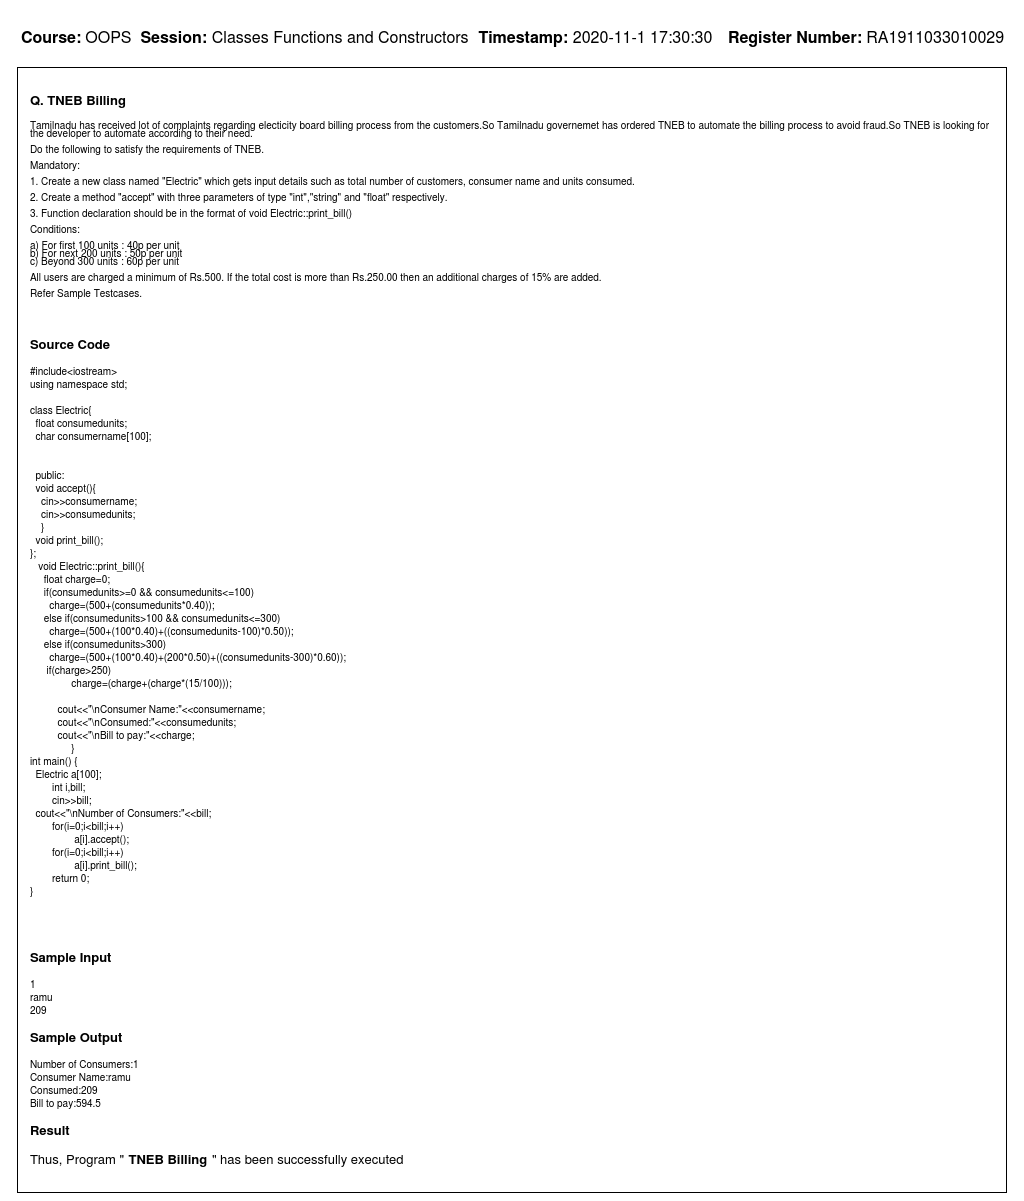 Course: OOPS Session: Classes Functions and Constructors Timestamp: 2020-11-1 17:30:30 Register Number: RA1911033010029
Q. TNEB Billing
Tamilnadu has received lot of complaints regarding electicity board billing process from the customers.So Tamilnadu governemet has ordered TNEB to automate the billing process to avoid fraud.So TNEB is looking for
the developer to automate according to their need.
Do the following to satisfy the requirements of TNEB.
Mandatory:
1. Create a new class named "Electric" which gets input details such as total number of customers, consumer name and units consumed.
2. Create a method "accept" with three parameters of type "int","string" and "float" respectively.
3. Function declaration should be in the format of void Electric::print_bill()
Conditions:
a) For first 100 units : 40p per unit
b) For next 200 units : 50p per unit
c) Beyond 300 units : 60p per unit
All users are charged a minimum of Rs.500. If the total cost is more than Rs.250.00 then an additional charges of 15% are added.
Refer Sample Testcases.
Source Code
#include<iostream>
using namespace std;
class Electric{
float consumedunits;
char consumername[100];
public:
void accept(){
cin>>consumername;
cin>>consumedunits;
}
void print_bill();
};
void Electric::print_bill(){
float charge=0;
if(consumedunits>=0 && consumedunits<=100)
charge=(500+(consumedunits*0.40));
else if(consumedunits>100 && consumedunits<=300)
charge=(500+(100*0.40)+((consumedunits-100)*0.50));
else if(consumedunits>300)
charge=(500+(100*0.40)+(200*0.50)+((consumedunits-300)*0.60));
if(charge>250)
charge=(charge+(charge*(15/100)));
cout<<"\nConsumer Name:"<<consumername;
cout<<"\nConsumed:"<<consumedunits;
cout<<"\nBill to pay:"<<charge;
}
int main() {
Electric a[100];
int i,bill;
cin>>bill;
cout<<"\nNumber of Consumers:"<<bill;
for(i=0;i<bill;i++)
a[i].accept();
for(i=0;i<bill;i++)
a[i].print_bill();
return 0;
}
Sample Input
1
ramu
209
Sample Output
Number of Consumers:1
Consumer Name:ramu
Consumed:209
Bill to pay:594.5
Result
Thus, Program " TNEB Billing " has been successfully executed